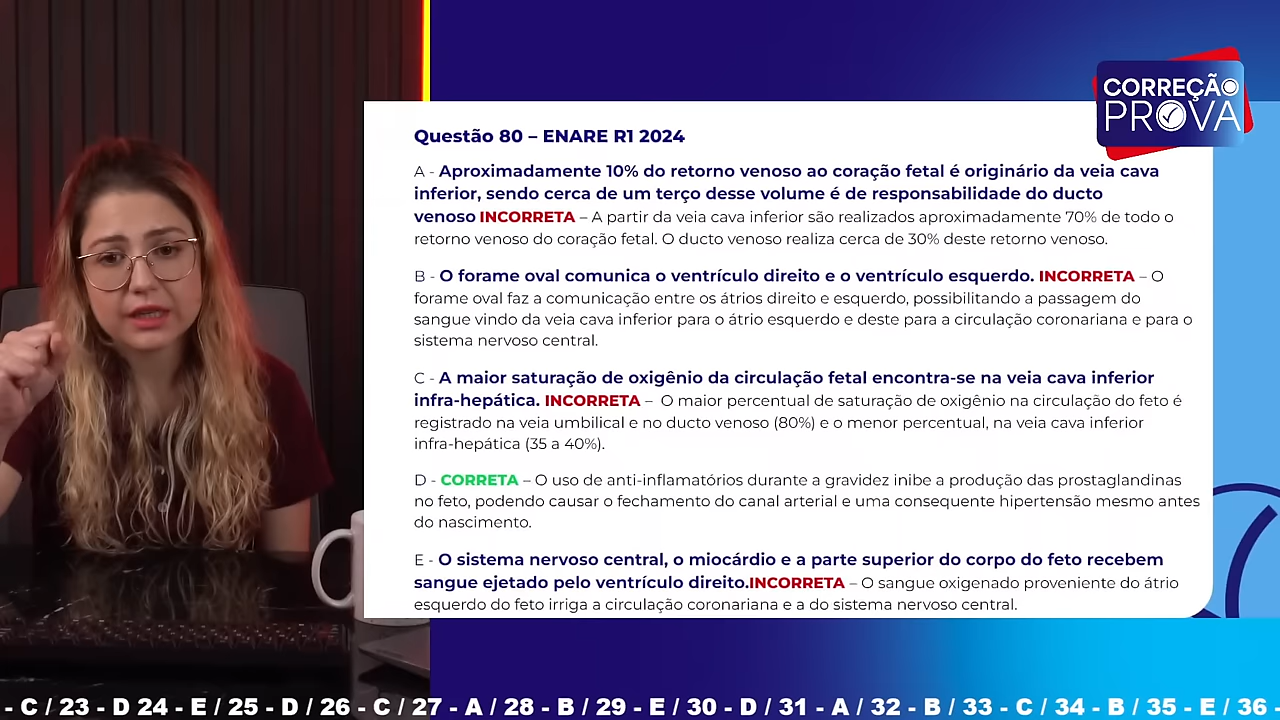 CORREÇÃO
PROVA
Questão 80 – ENARE R1 2024
A - Aproximadamente 10% do retorno venoso ao coração fetal é originário da veia cava
inferior, sendo cerca de um terço desse volume é de responsabilidade do ducto
venoso INCORRETA – A partir da veia cava inferior são realizados aproximadamente 70% de todo o
retorno venoso do coração fetal. O ducto venoso realiza cerca de 30% deste retorno venoso.
B - O forame oval comunica o ventrículo direito e o ventrículo esquerdo. INCORRETA – O
forame oval faz a comunicação entre os átrios direito e esquerdo, possibilitando a passagem do
sangue vindo da veia cava inferior para o átrio esquerdo e deste para a circulação coronariana e para o
sistema nervoso central.
C - A maior saturação de oxigênio da circulação fetal encontra-se na veia cava inferior
infra-hepática. INCORRETA – O maior percentual de saturação de oxigênio na circulação do feto é
registrado na veia umbilical e no ducto venoso (80%) e o menor percentual, na veia cava inferior
infra-hepática (35 a 40%).
D - CORRETA – O uso de anti-inflamatórios durante a gravidez inibe a produção das prostaglandinas
no feto, podendo causar o fechamento do canal arterial e uma consequente hipertensão mesmo antes
do nascimento.
E - O sistema nervoso central, o miocárdio e a parte superior do corpo do feto recebem
sangue ejetado pelo ventrículo direito.INCORRETA – O sangue oxigenado proveniente do átrio
esquerdo do feto irriga a circulação coronariana e a do sistema nervoso central.
- C / 23 - D 24 - E / 25 - D / 26 - C / 27 - A / 28 - B / 29 - E / 30 - D / 31 - A / 32 - B / 33 - C / 34 - B / 35 - E / 36 -